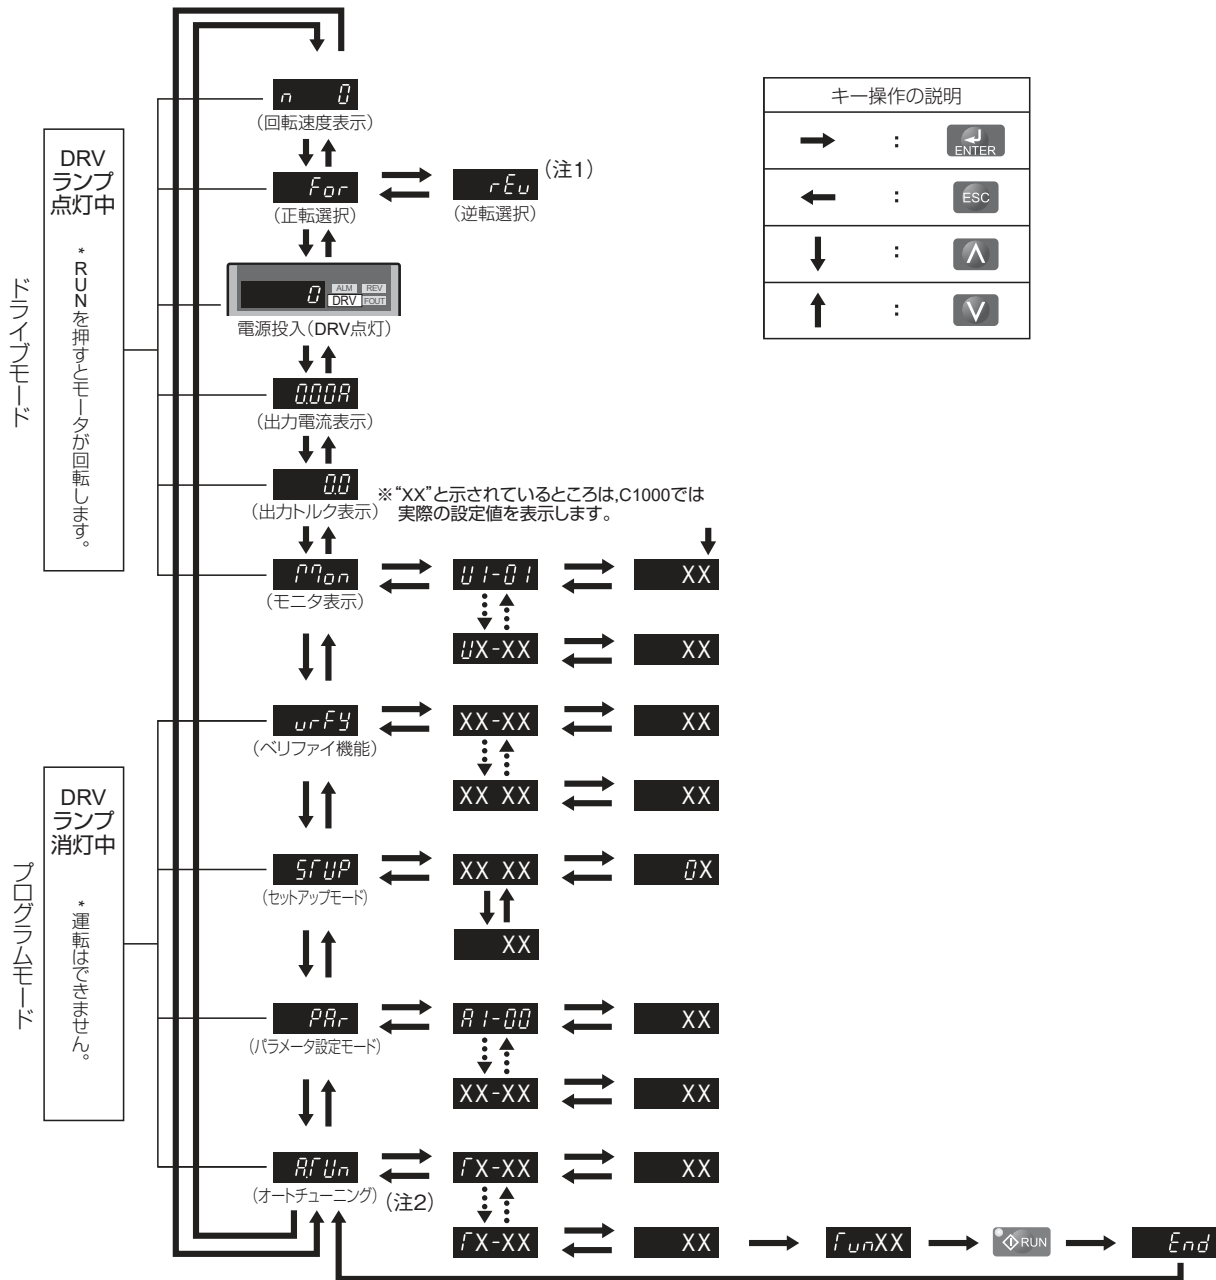 n 0
(回転速度表示)
For
(正転選択)
rEv
(注1)
(逆転選択)
0
ALM REV
DRV FOUT
電源投入(DRV点灯)
0.00A
(出力電流表示)
0.0
(出力トルク表示)
※“XX”と示されているところは,C1000では
実際の設定値を表示します。
Mon
(モニタ表示)
U1-01
XX
UX-XX
XX
vrFY
(ベリファイ機能)
XX-XX
XX
XX XX
XX
STUP
(セットアップモード)
XX XX
0X
XX
PAr
(パラメータ設定モード)
A1-00
XX
XX-XX
XX
A.TUn
(オートチューニング)
(注2)
TX-XX
XX
TX-XX
XX
TunXX
RUN
End
ドライブモード
DRV
ランプ
点灯中
*RUNを押すとモータが回転します。
プログラムモード
DRV
ランプ
消灯中
*運転はできません。
キー操作の説明
→ : ENTER
← : ESC
↓ : ∧
↑ : ∨